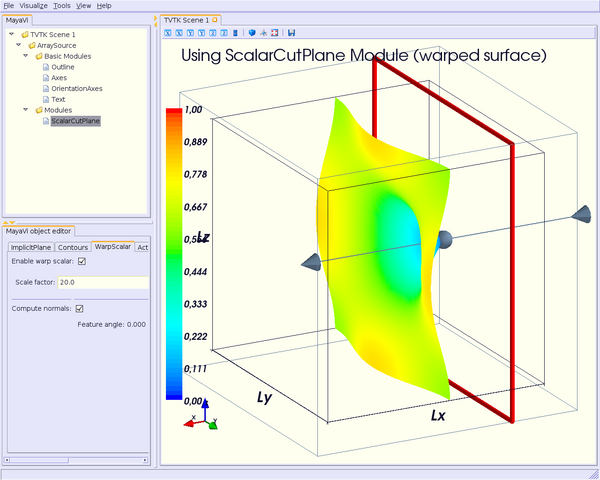 File Visualize Tools View Help
MayaVi
TVTK Scene 1
ArraySource
Basic Modules
Outline
Axes
OrientationAxes
Text
Modules
ScalarCutPlane
MayaVi object editor
ImplicitPlane Contours WarpScalar Act
Enable warp scalar:
Scale factor: 20.0
Compute normals:
Feature angle: 0.000
TVTK Scene 1
Using ScalarCutPlane Module (warped surface)
1,00
0,889
0,778
0,667
Lz
0,444
0,333
0,222
0,111
0,00
Ly
Lx
x